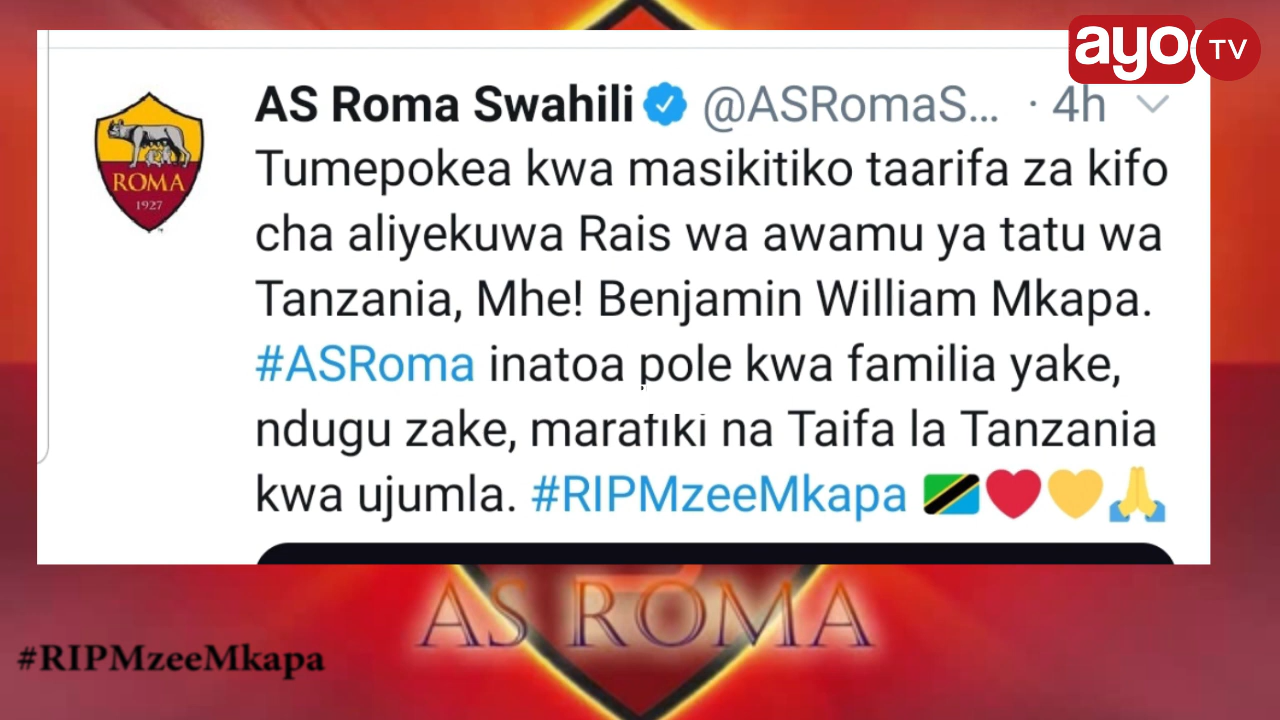 ayo TV
AS Roma Swahili @ASRomaS... · 4h
ROMA
1927
Tumepokea kwa masikitiko taarifa za kifo
cha aliyekuwa Rais wa awamu ya tatu wa
Tanzania, Mhe! Benjamin William Mkapa.
#ASRoma inatoa pole kwa familia yake,
ndugu zake, marafiki na Taifa la Tanzania
kwa ujumla. #RIPMzeeMkapa 🇹🇿❤️💛🙏
AS ROMA
#RIPMzeeMkapa